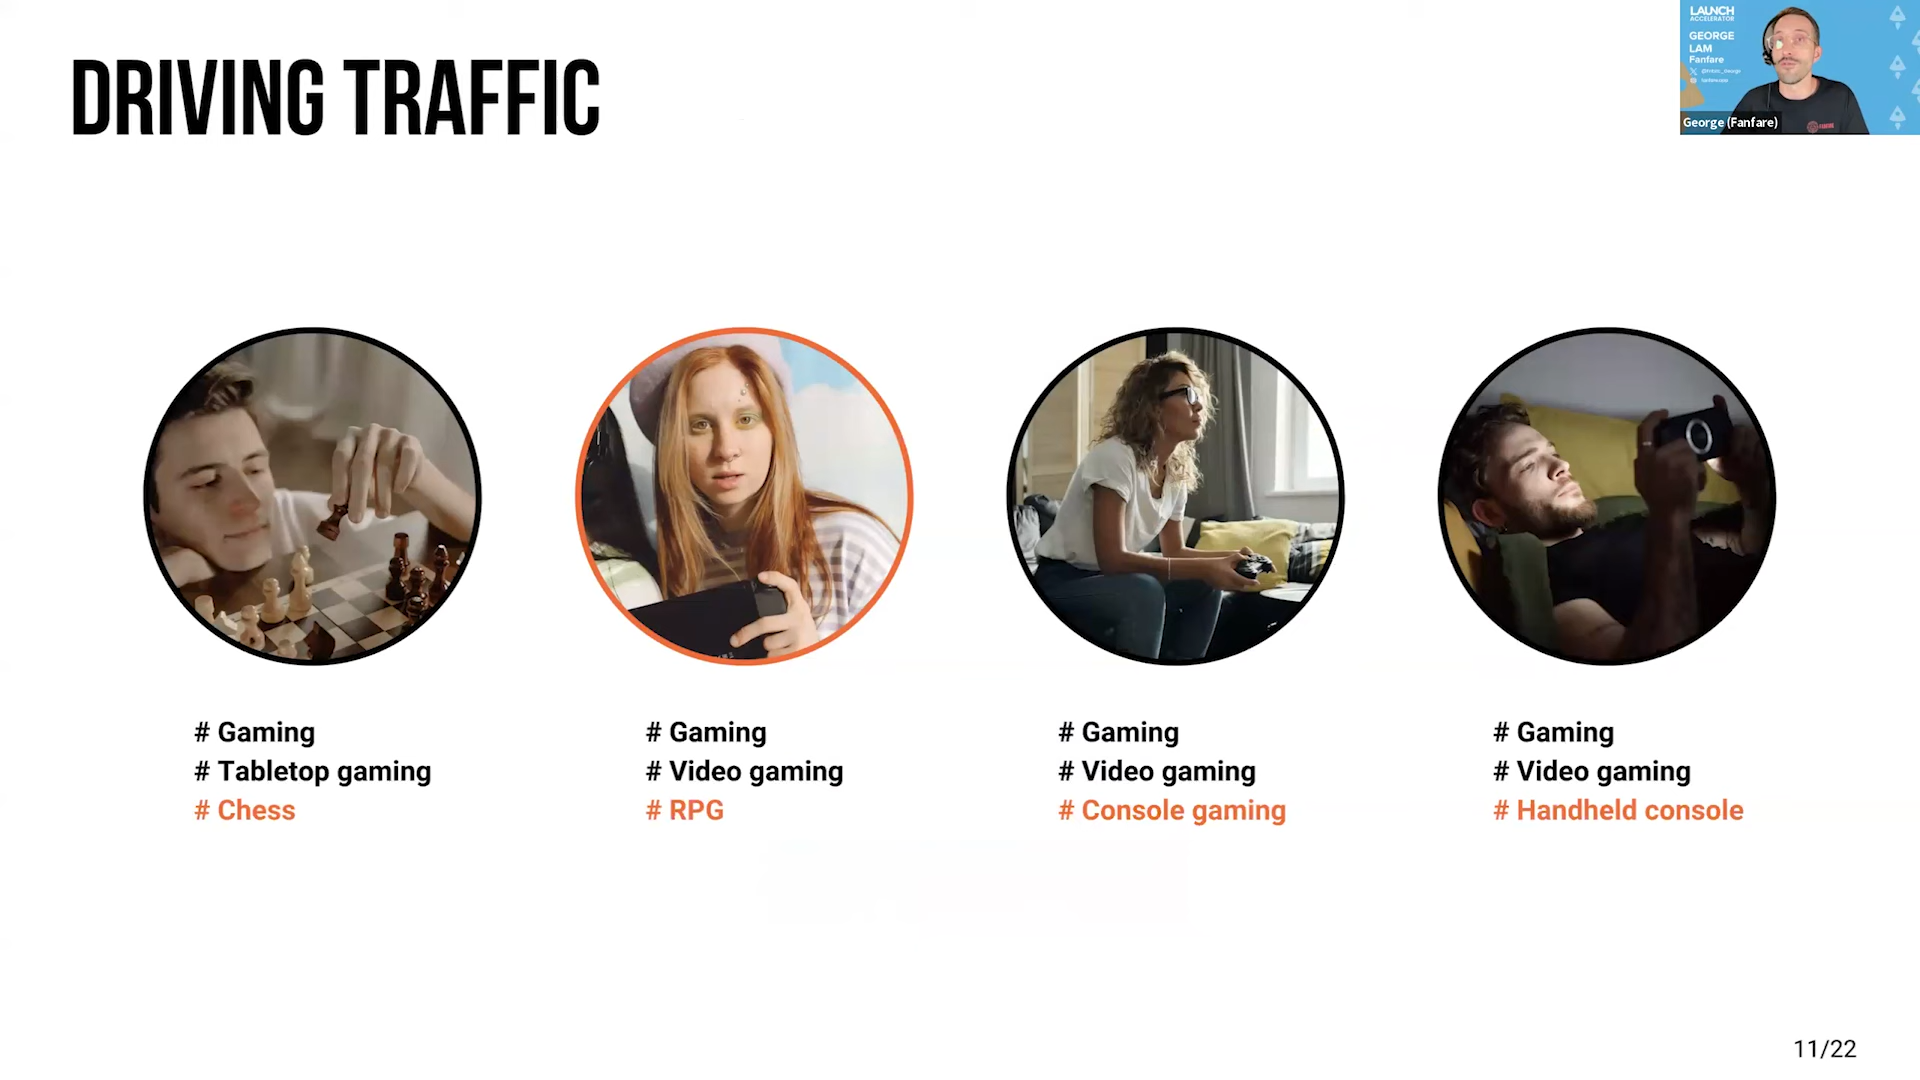 DRIVING TRAFFIC
LAUNCH
ACCELERATOR
GEORGE
LAM
Fanfare
George (Fanfare)
# Gaming
# Tabletop gaming
# Chess
# Gaming
# Video gaming
# RPG
# Gaming
# Video gaming
# Console gaming
# Gaming
# Video gaming
# Handheld console
11/22